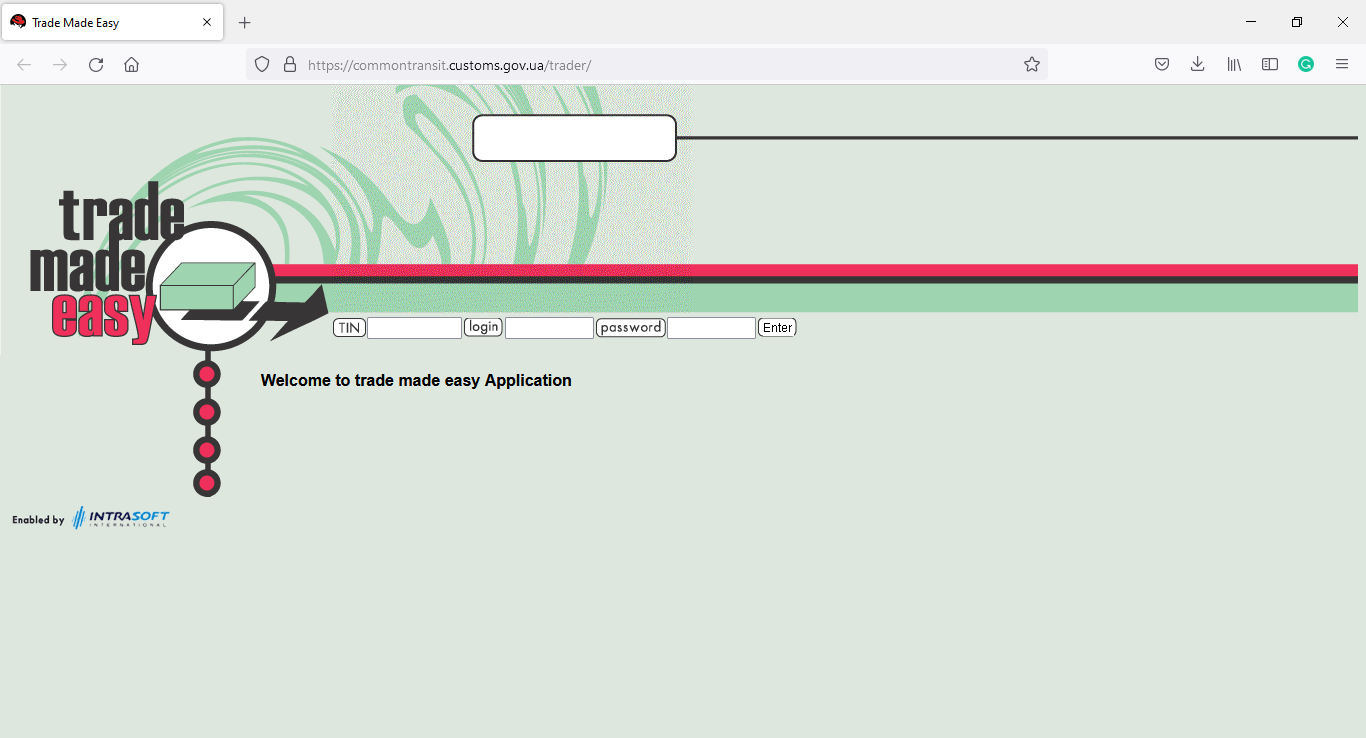 Trade Made Easy
https://commontransit.customs.gov.ua/trader/
trade
made
easy
TIN login password Enter
Welcome to trade made easy Application
Enabled by INTRASOFT
INTERNATIONAL